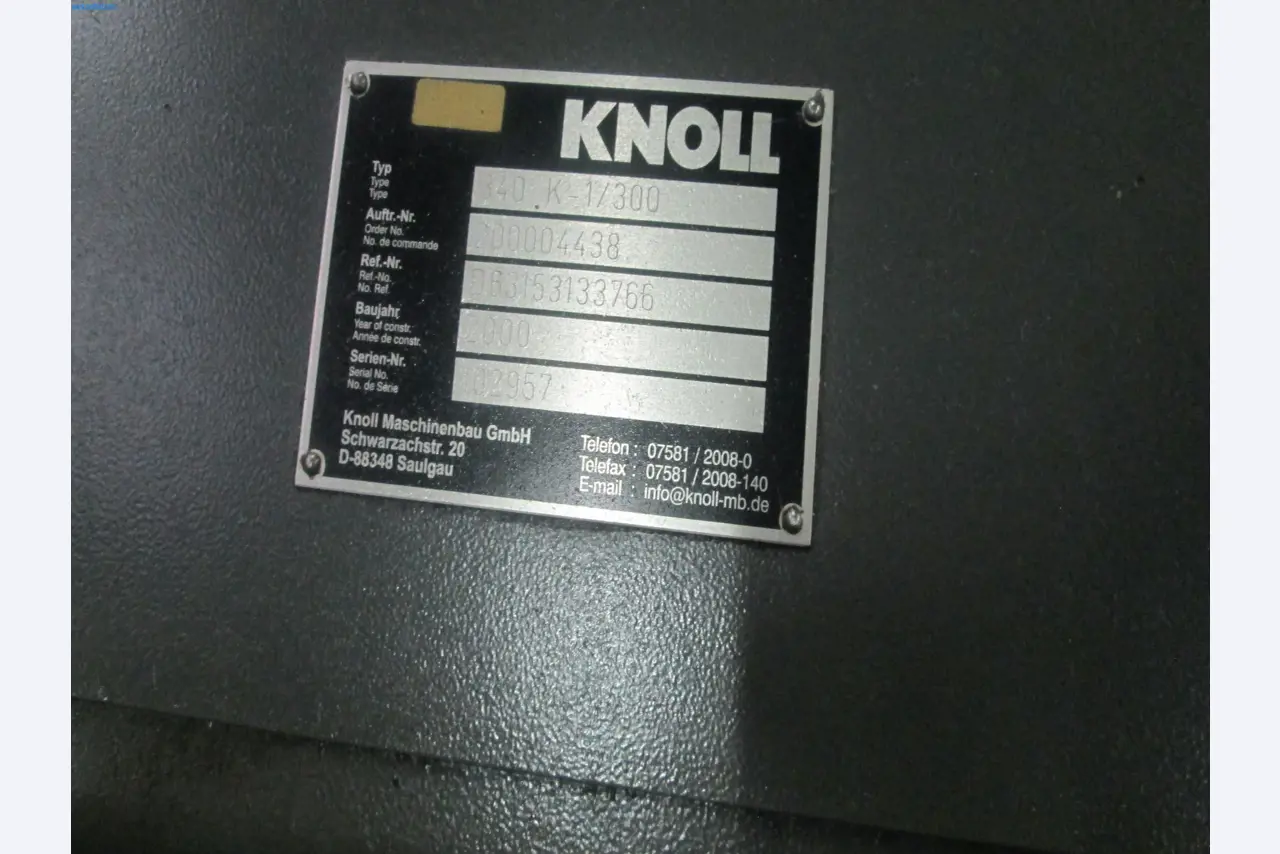 KNOLL
Typ
Type
Type
340 K-1/300
Auftr.-Nr.
Order No.
No. de commande
200004438
Ref.-Nr.
Ref.-No.
No. Ref.
Baujahr
Year of constr.
Année de constr.
2000
Serien-Nr.
Serial No.
No. de Série
Knoll Maschinenbau GmbH
Schwarzachstr. 20
D-88348 Saulgau
Telefon : 07581 / 2008-0
Telefax : 07581 / 2008-140
E-mail : info@knoll-mb.de